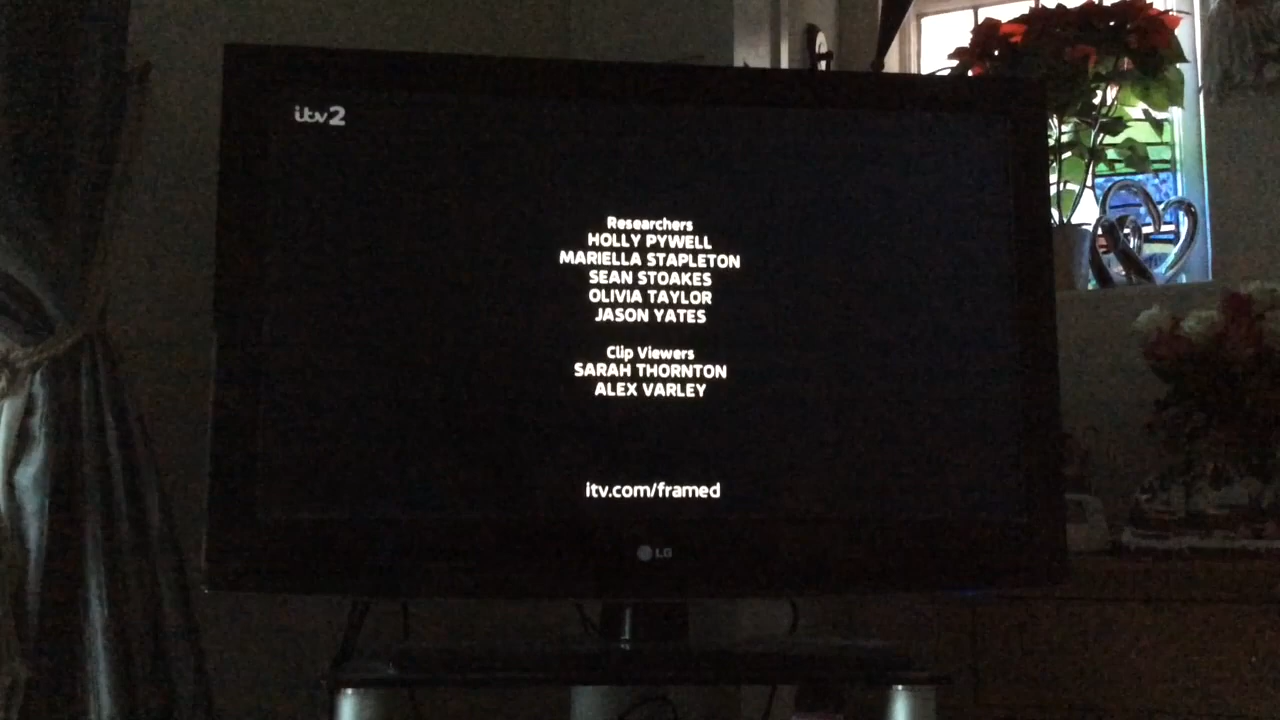 itv2
Researchers
HOLLY PYWELL
MARIELLA STAPLETON
SEAN STOAKES
OLIVIA TAYLOR
JASON YATES
Clip Viewers
SARAH THORNTON
ALEX VARLEY
itv.com/framed
LG